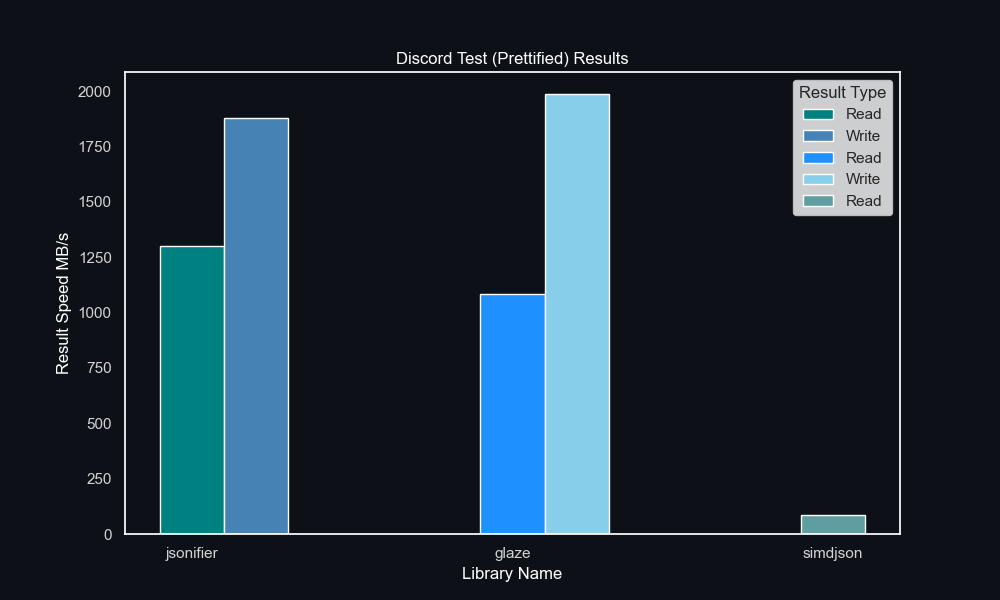 Discord Test (Prettified) Results
Result Type
Read
Write
Read
Write
Read
Result Speed MB/s
2000
1750
1500
1250
1000
750
500
250
0
jsonifier
glaze
simdjson
Library Name